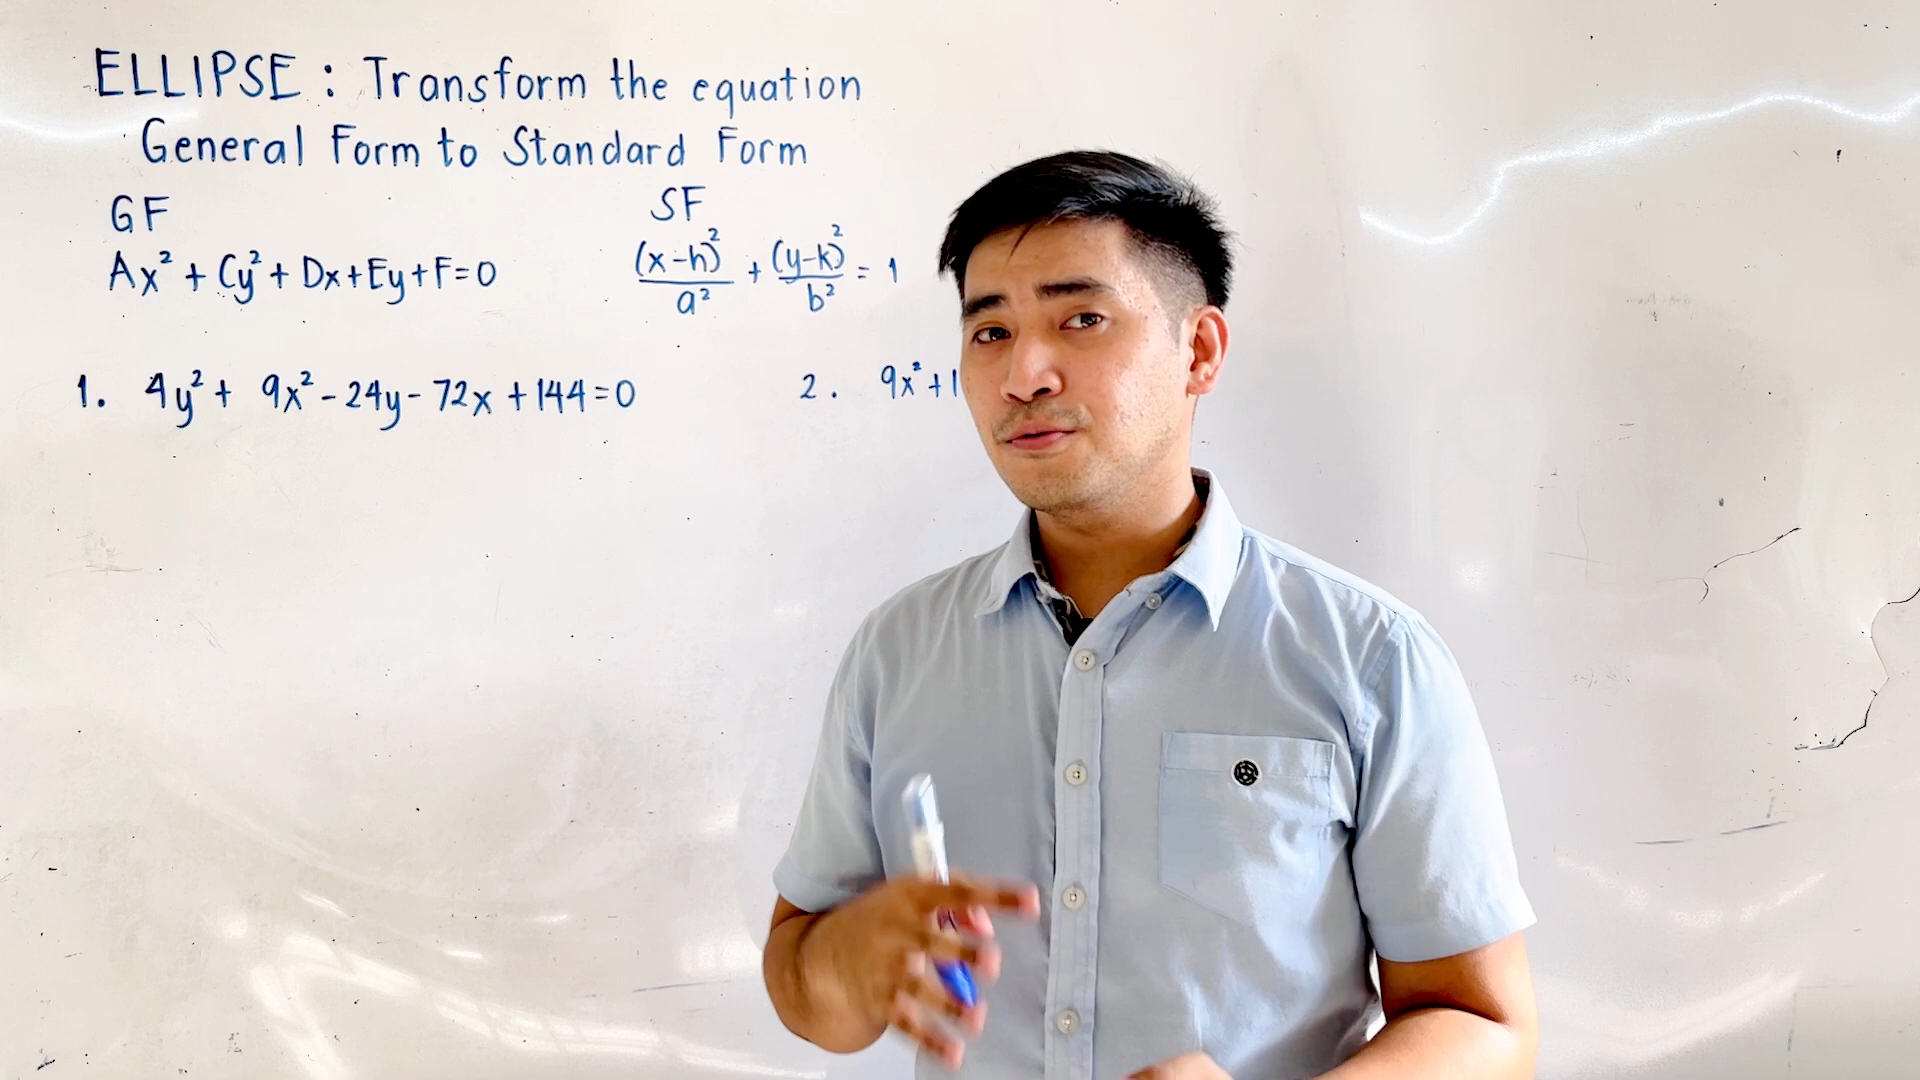 ELLIPSE : Transform the equation
General Form to Standard Form
GF
SF
Ax² + Cy² + Dx + Ey + F = 0
(x-h)²/a² + (y-k)²/b² = 1
1. 4y² + 9x² - 24y - 72x + 144 = 0
2. 9x² + 1